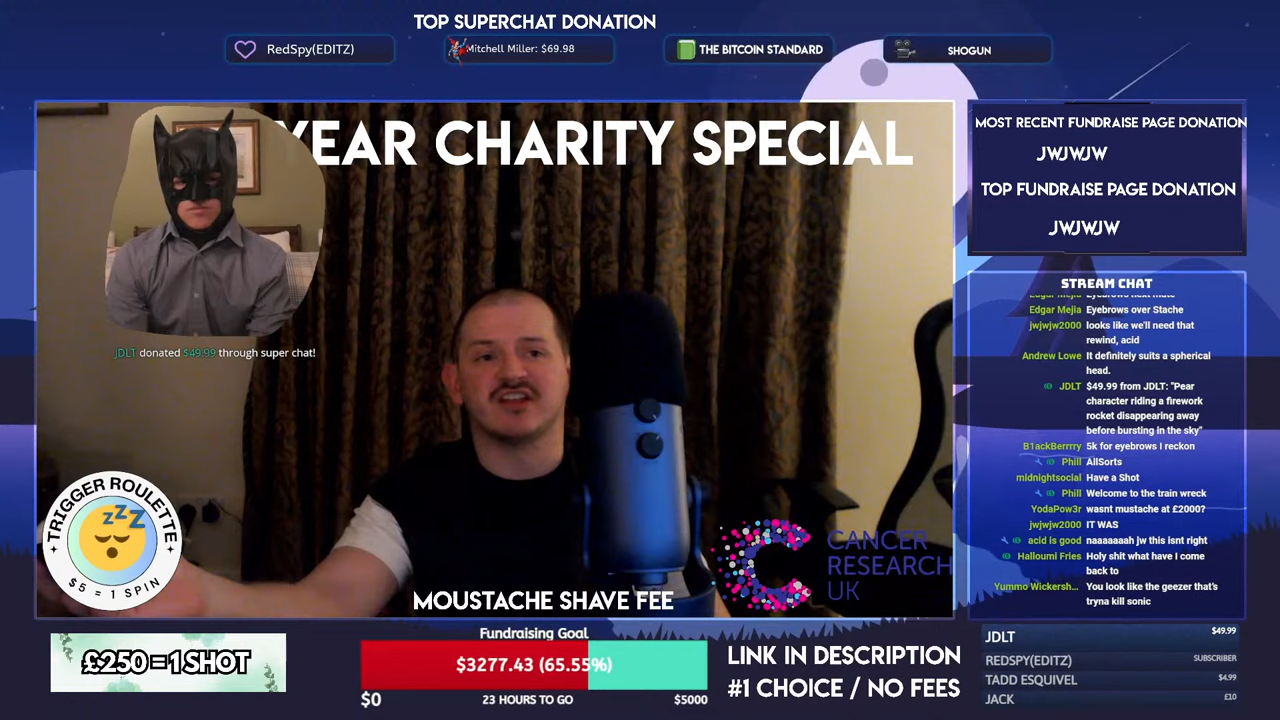 TOP SUPERCHAT DONATION
RedSpy(EDITZ)
Mitchell Miller: $69.98
THE BITCOIN STANDARD
SHOGUN
YEAR CHARITY SPECIAL
JDLT donated $49.99 through super chat!
TRIGGER ROULETTE
zzz
$5 = 1 SPIN
CANCER
RESEARCH
UK
MOUSTACHE SHAVE FEE
MOST RECENT FUNDRAISE PAGE DONATION
JWJWJW
TOP FUNDRAISE PAGE DONATION
JWJWJW
STREAM CHAT
Edgar Mejia Eyebrows over Stache
jwjwjw2000 looks like we'll need that
rewind, acid
Andrew Lowe It definitely suits a spherical
head.
JDLT $49.99 from JDLT: "Pear
character riding a firework
rocket disappearing away
before bursting in the sky"
B1ackBerrrry 5k for eyebrows I reckon
Phill AllSorts
midnightsocial Have a Shot
Phill Welcome to the train wreck
YodaPow3r wasnt mustache at £2000?
jwjwjw2000 IT WAS
acid is good naaaaaaah jw this isnt right
Halloumi Fries Holy shit what have I come
back to
Yummo Wickersh... You look like the geezer that's
tryna kill sonic
£250 = 1 SHOT
Fundraising Goal
$3277.43 (65.55%)
$0
23 HOURS TO GO
$5000
LINK IN DESCRIPTION
#1 CHOICE / NO FEES
JDLT $49.99
REDSPY(EDITZ) SUBSCRIBER
TADD ESQUIVEL $4.99
JACK £10